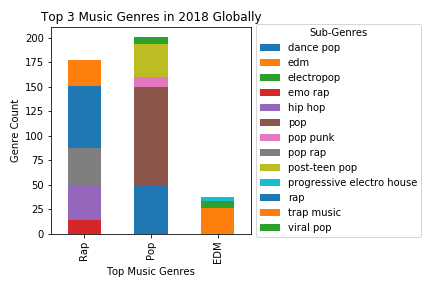 Top 3 Music Genres in 2018 Globally
Genre Count
200
175
150
125
100
75
50
25
0
Rap
Pop
EDM
Top Music Genres
Sub-Genres
dance pop
edm
electropop
emo rap
hip hop
pop
pop punk
pop rap
post-teen pop
progressive electro house
rap
trap music
viral pop